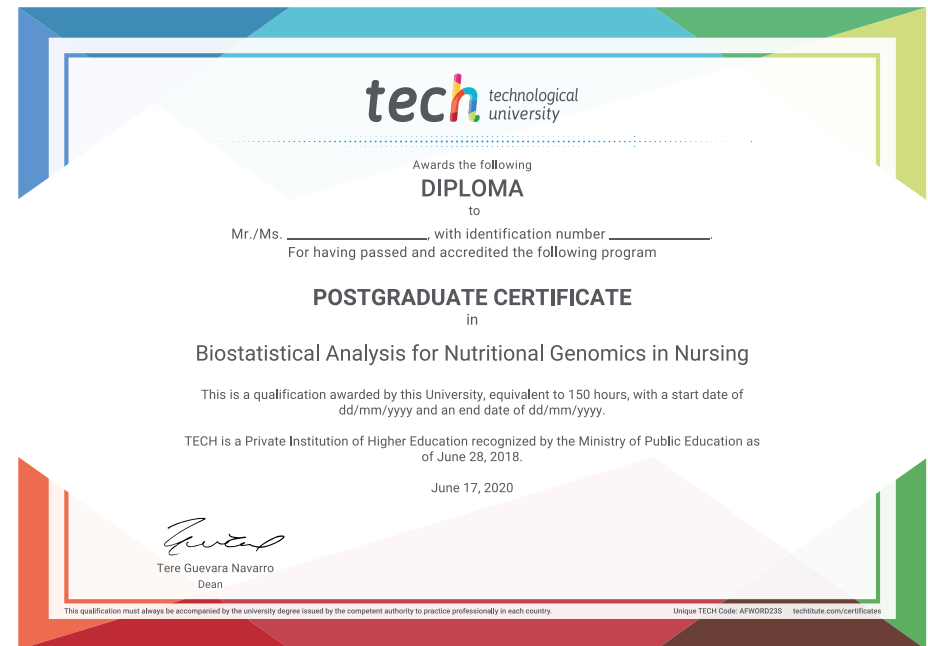 tech technological
university
Awards the following
DIPLOMA
to
Mr./Ms. ____________________, with identification number ______________.
For having passed and accredited the following program
POSTGRADUATE CERTIFICATE
in
Biostatistical Analysis for Nutritional Genomics in Nursing
This is a qualification awarded by this University, equivalent to 150 hours, with a start date of
dd/mm/yyyy and an end date of dd/mm/yyyy.
TECH is a Private Institution of Higher Education recognized by the Ministry of Public Education as
of June 28, 2018.
June 17, 2020
Tere Guevara Navarro
Dean
This qualification must always be accompanied by the university degree issued by the competent authority to practice professionally in each country. Unique TECH Code: AFWORD23S techtitute.com/certificates